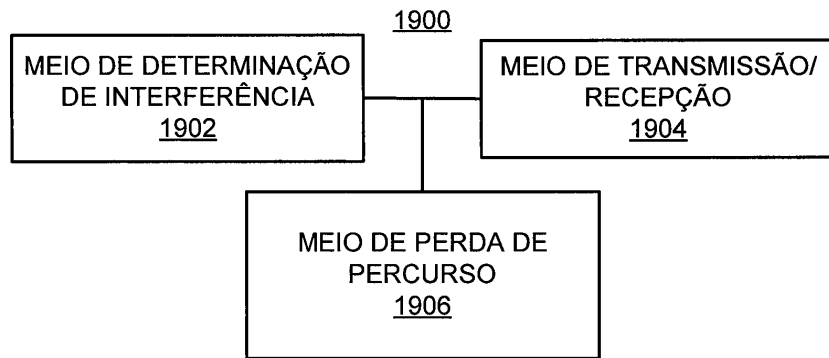 1900
MEIO DE DETERMINAÇÃO
DE INTERFERÊNCIA
1902
MEIO DE TRANSMISSÃO/
RECEPÇÃO
1904
MEIO DE PERDA DE
PERCURSO
1906